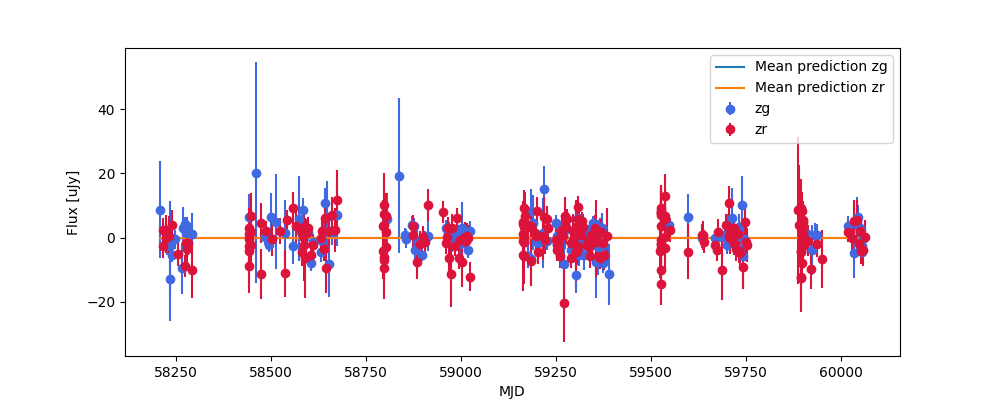 Mean prediction zg
Mean prediction zr
zg
zr
Flux [uJy]
40
20
0
−20
58250
58500
58750
59000
59250
59500
59750
60000
MJD